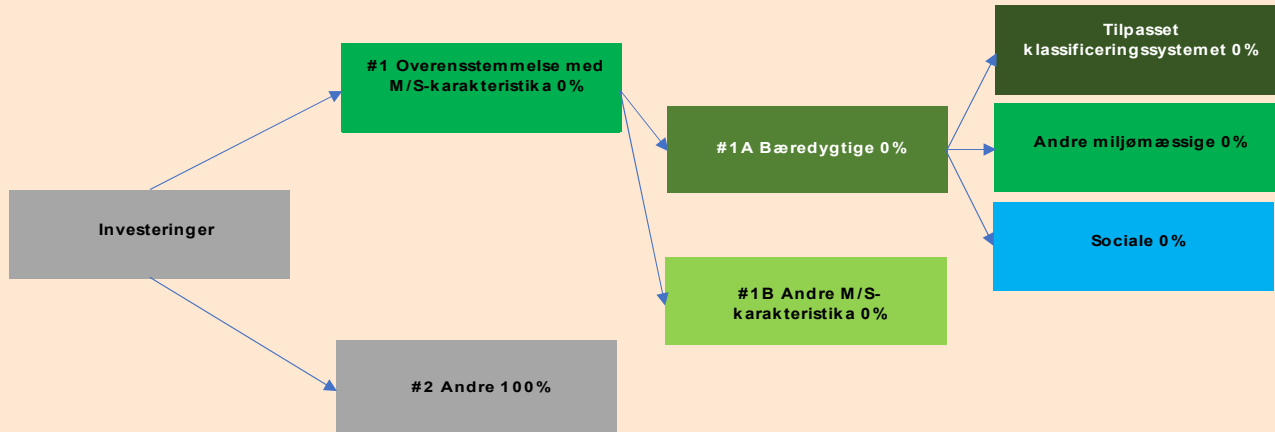 Investeringer
#1 Overensstemmelse med
M/S-karakteristika 0%
#2 Andre 100%
#1A Bæredygtige 0%
#1B Andre M/S-
karakteristika 0%
Tilpasset
klassificeringssystemet 0%
Andre miljømæssige 0%
Sociale 0%